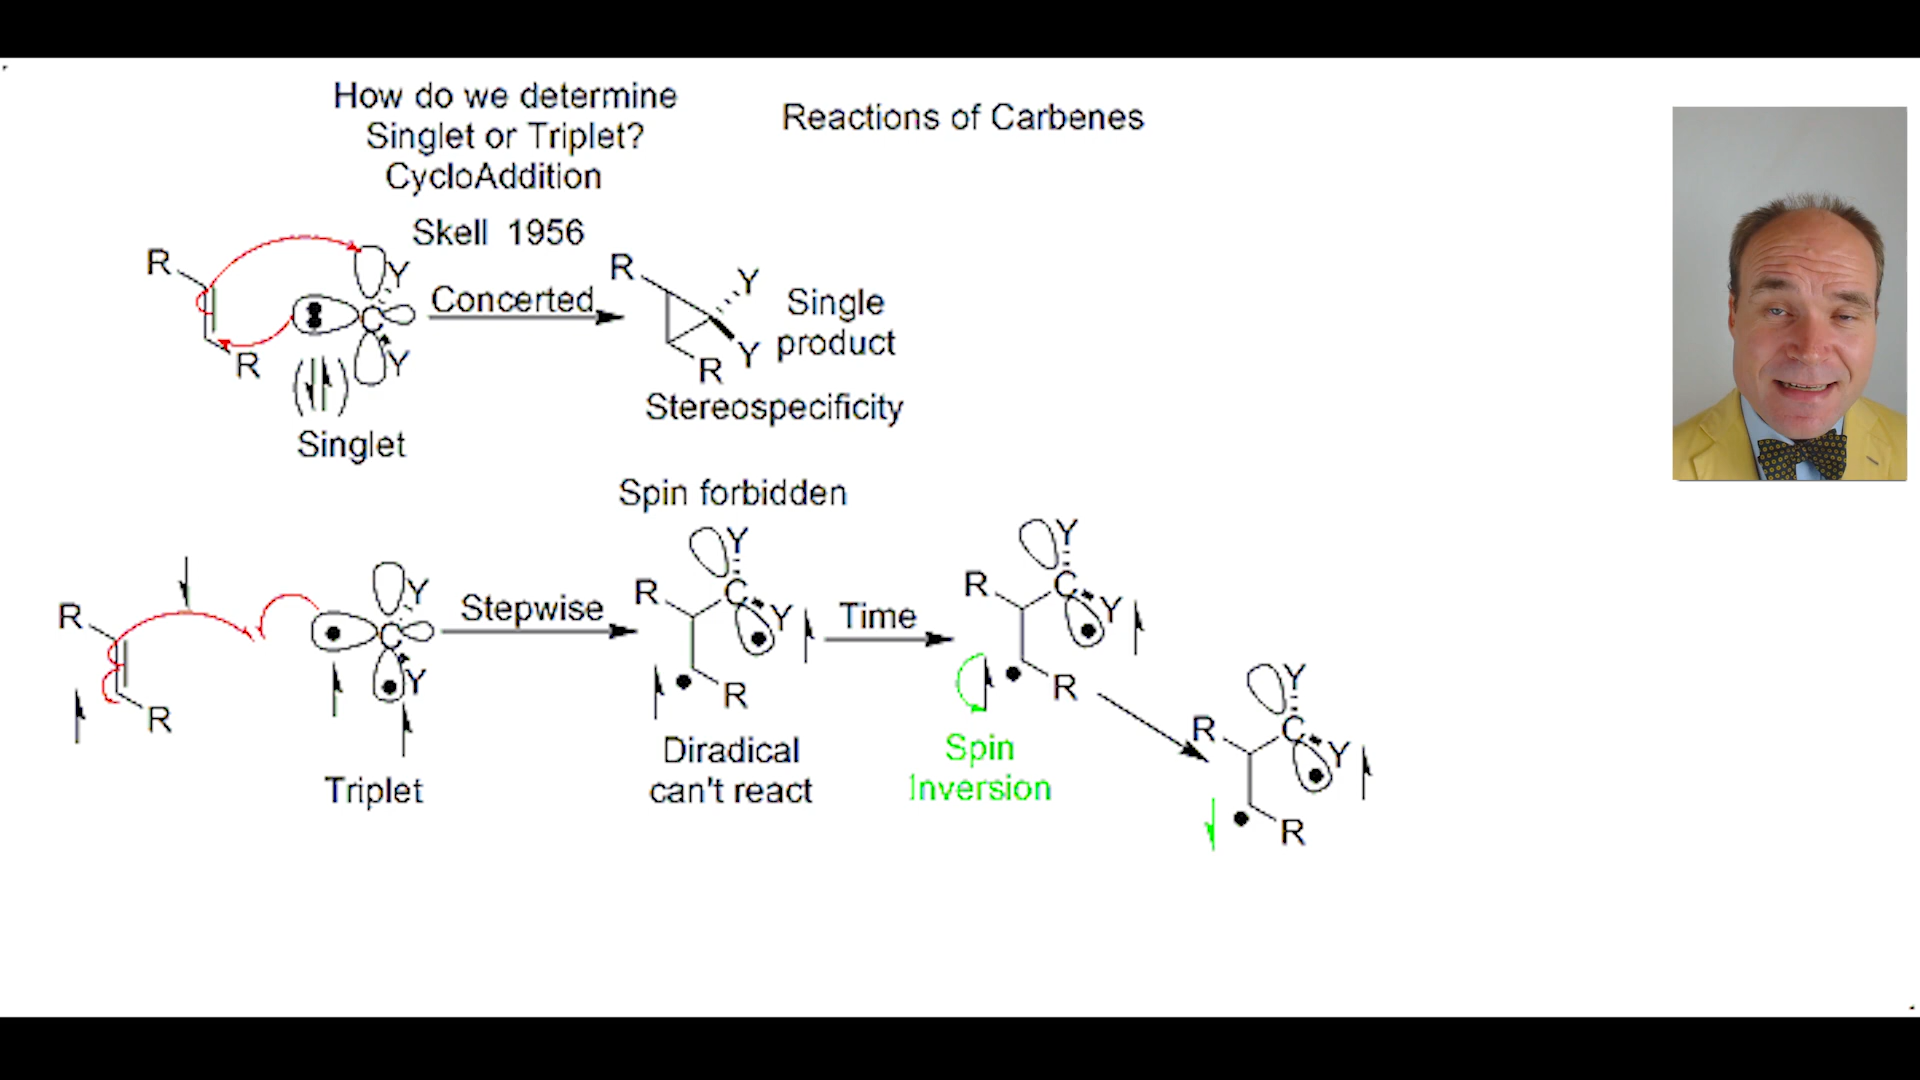 How do we determine
Singlet or Triplet?
CycloAddition
Reactions of Carbenes
Skell 1956
R
Y
C
Y
R
(⇂↾)
Singlet
Concerted
R
Y
Y
R
Single
product
Stereospecificity
Spin forbidden
R
R
Y
C
Y
Triplet
Stepwise
R
Y
C
Y
R
Diradical
can't react
Time
R
Y
C
Y
R
Spin
Inversion
R
Y
C
Y
R